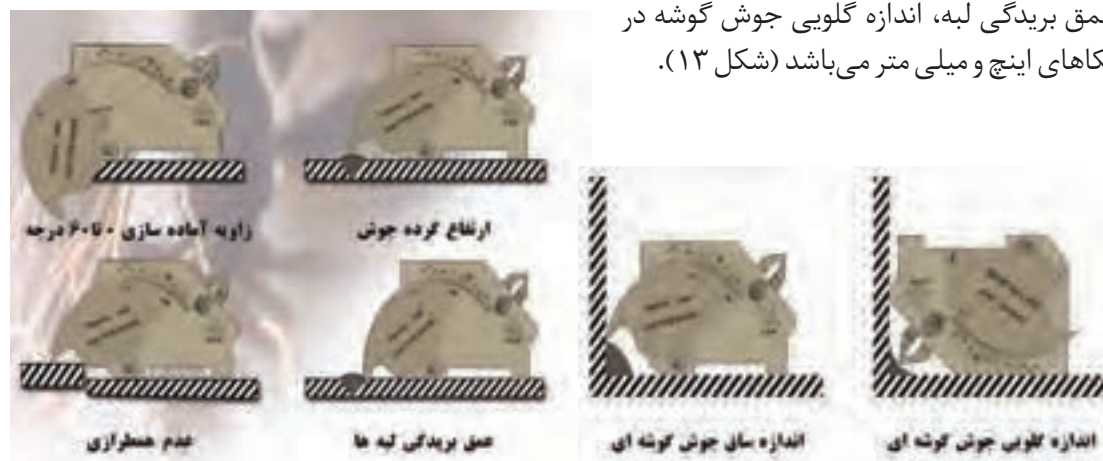 عمق بریدگی لبه، اندازه گلویی جوش گوشه در
اینچ و میلی متر می‌باشد (شکل ۱۳).
زاویه آماده سازی ۰ تا ۶۰ درجه
ارتفاع گرده جوش
عدم همطرازی
عمق بریدگی لبه ها
اندازه ساق جوش گوشه ای
اندازه گلویی جوش گوشه ای